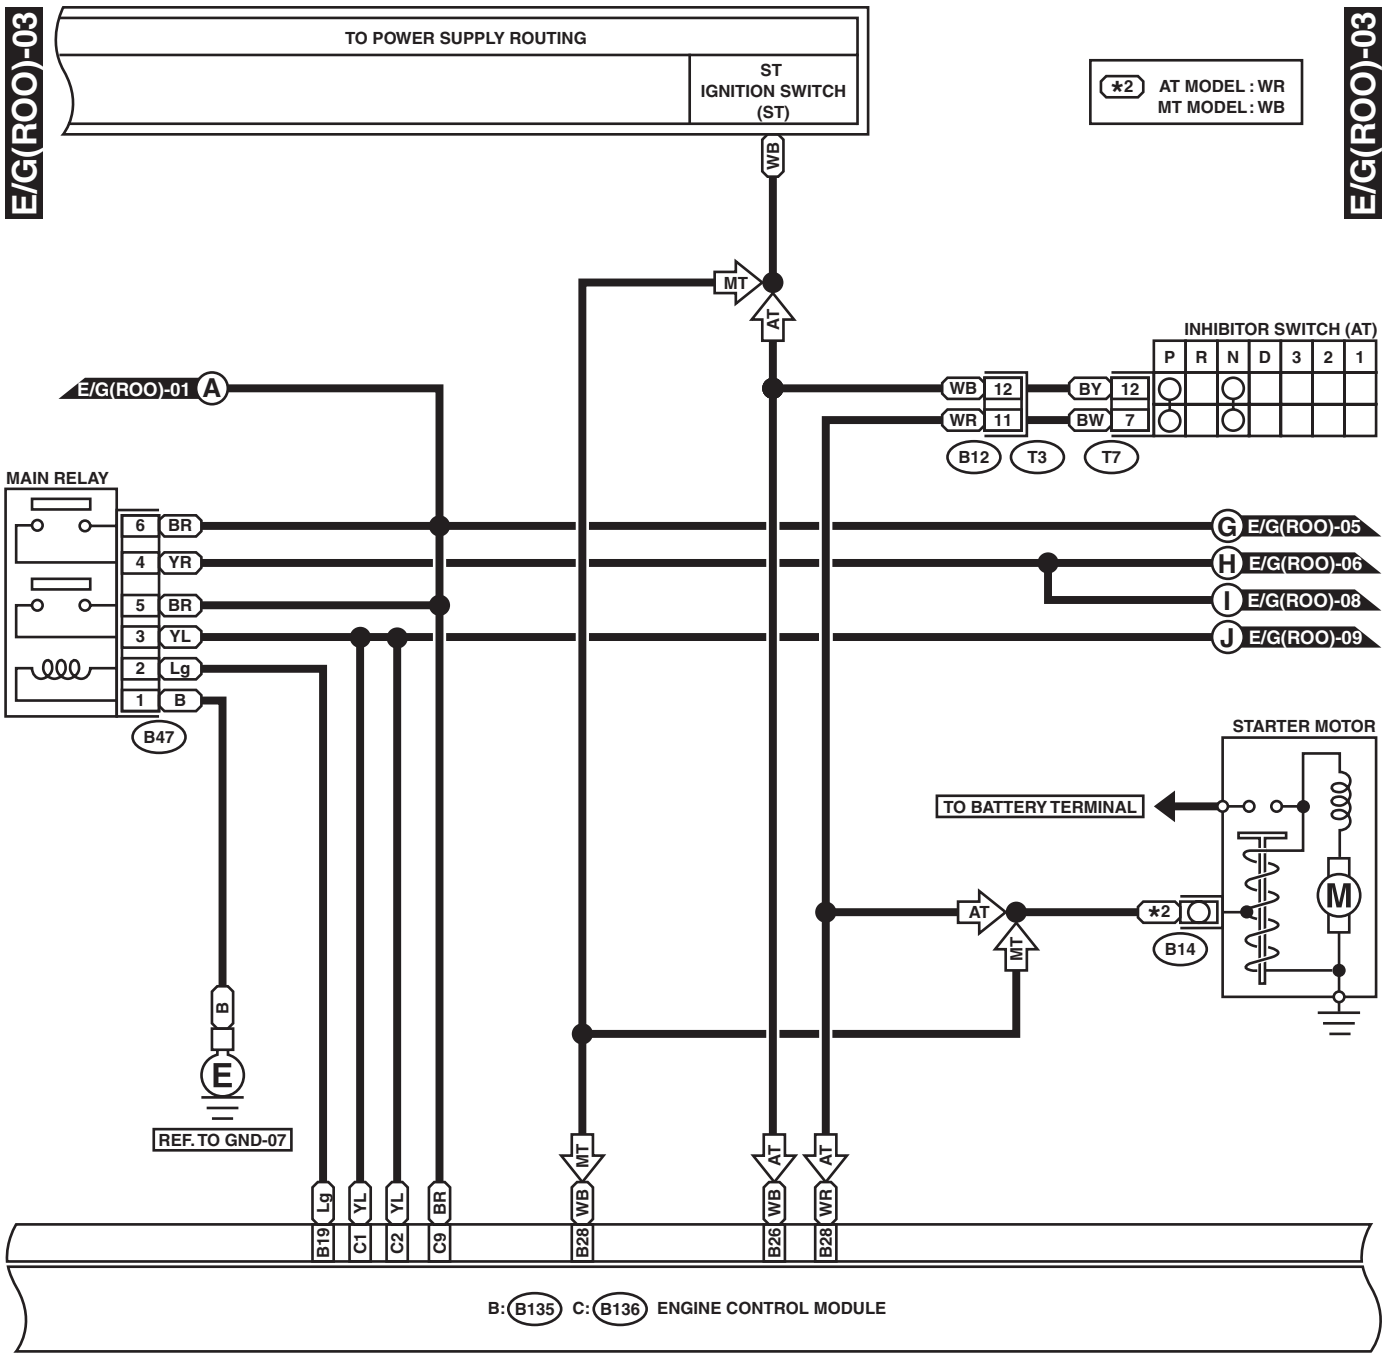 E/G(ROO)-03
E/G(ROO)-03
TO POWER SUPPLY ROUTING
ST
IGNITION SWITCH
(ST)
*2 AT MODEL : WR
MT MODEL : WB
WB
MT
AT
INHIBITOR SWITCH (AT)
P R N D 3 2 1
E/G(ROO)-01 A
WB 12 BY 12
WR 11 BW 7
B12 T3 T7
MAIN RELAY
6 BR
G E/G(ROO)-05
4 YR
H E/G(ROO)-06
5 BR
I E/G(ROO)-08
3 YL
J E/G(ROO)-09
2 Lg
1 B
B47
STARTER MOTOR
TO BATTERY TERMINAL
M
AT
*2
MT
B14
B
E
REF. TO GND-07
MT AT AT
Lg YL YL BR WB WB WR
B19 C1 C2 C9 B28 B26 B28
B: B135 C: B136 ENGINE CONTROL MODULE